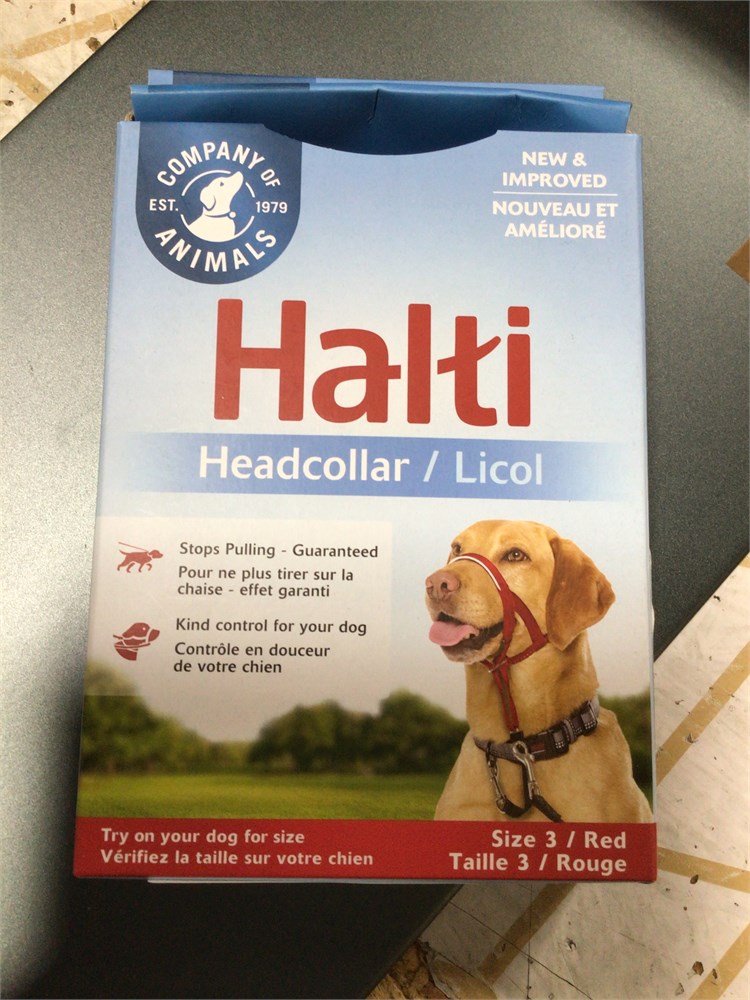 COMPANY OF
EST. 1979
ANIMALS
NEW &
IMPROVED
NOUVEAU ET
AMÉLIORÉ
Halti
Headcollar / Licol
Stops Pulling - Guaranteed
Pour ne plus tirer sur la
chaise - effet garanti
Kind control for your dog
Contrôle en douceur
de votre chien
Try on your dog for size
Vérifiez la taille sur votre chien
Size 3 / Red
Taille 3 / Rouge